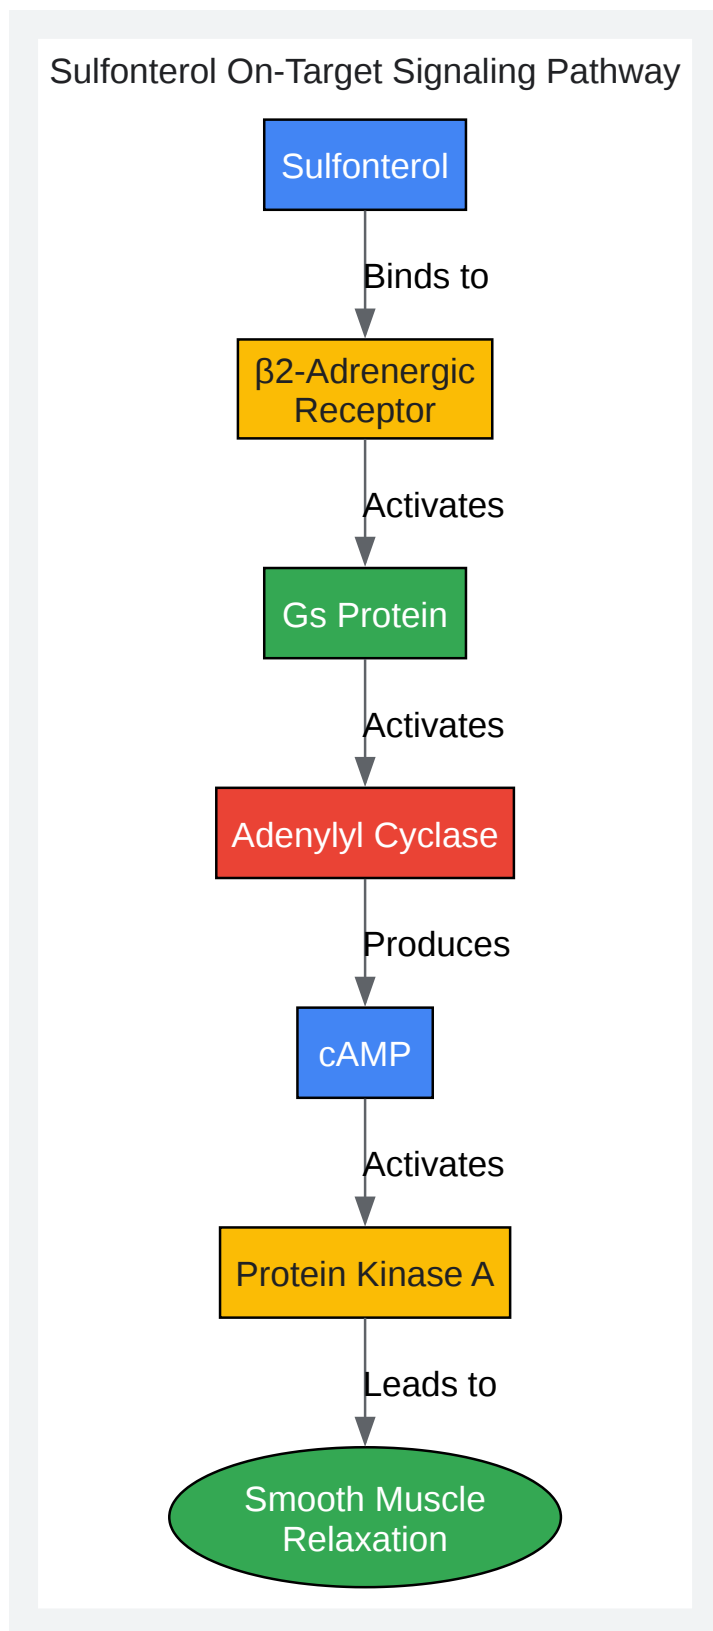 Sulfonterol On-Target Signaling Pathway
Sulfonterol
Binds to
β2-Adrenergic
Receptor
Activates
Gs Protein
Activates
Adenylyl Cyclase
Produces
cAMP
Activates
Protein Kinase A
Leads to
Smooth Muscle
Relaxation